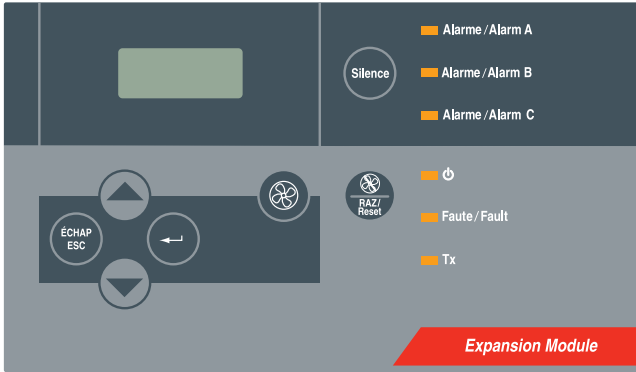 Alarme/Alarm A
Silence
Alarme/Alarm B
Alarme/Alarm C
RAZ/
Reset
Faute/Fault
ÉCHAP
ESC
Tx
Expansion Module